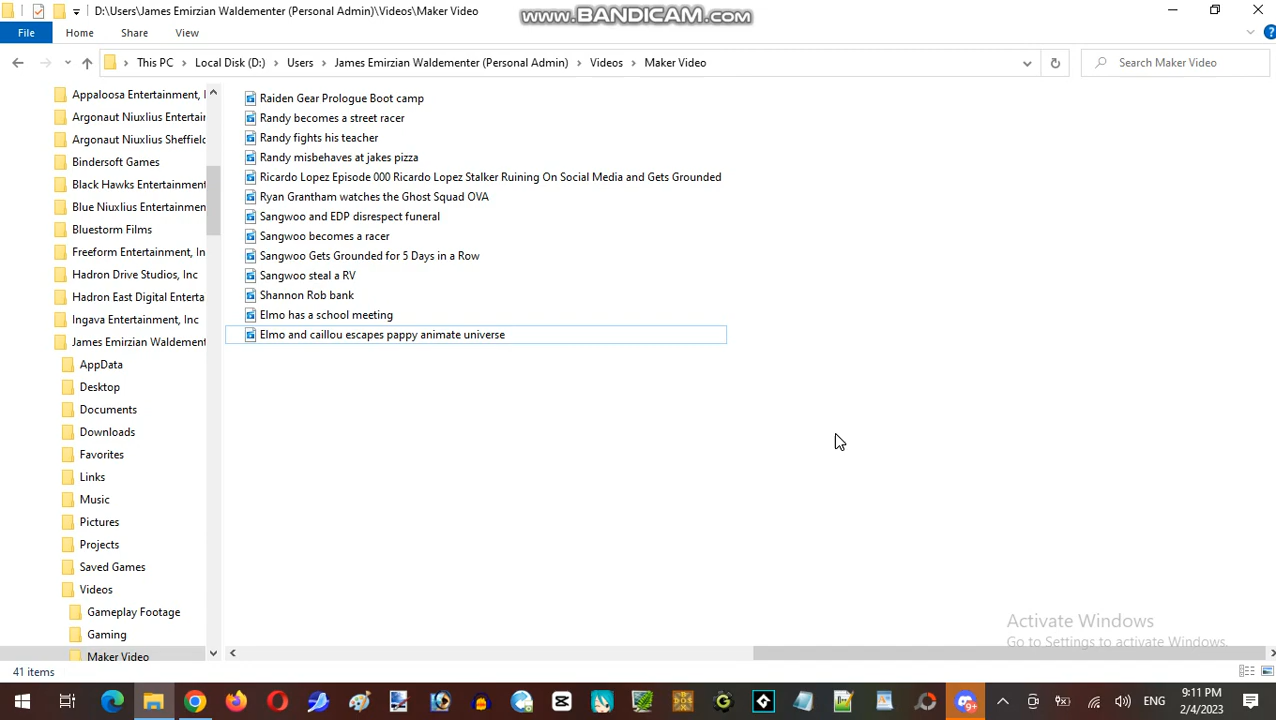 D:\Users\James Emirzian Waldementer (Personal Admin)\Videos\Maker Video
www.BANDICAM.com
File Home Share View
This PC Local Disk (D:) Users James Emirzian Waldementer (Personal Admin) Videos Maker Video Search Maker Video
Appaloosa Entertainment, I
Argonaut Niuxlius Entertai
Argonaut Niuxlius Sheffield
Bindersoft Games
Black Hawks Entertainment
Blue Niuxlius Entertainmen
Bluestorm Films
Freeform Entertainment, In
Hadron Drive Studios, Inc
Hadron East Digital Enterta
Ingava Entertainment, Inc
James Emirzian Waldement
AppData
Desktop
Documents
Downloads
Favorites
Links
Music
Pictures
Projects
Saved Games
Videos
Gameplay Footage
Gaming
Maker Video
Raiden Gear Prologue Boot camp
Randy becomes a street racer
Randy fights his teacher
Randy misbehaves at jakes pizza
Ricardo Lopez Episode 000 Ricardo Lopez Stalker Ruining On Social Media and Gets Grounded
Ryan Grantham watches the Ghost Squad OVA
Sangwoo and EDP disrespect funeral
Sangwoo becomes a racer
Sangwoo Gets Grounded for 5 Days in a Row
Sangwoo steal a RV
Shannon Rob bank
Elmo has a school meeting
Elmo and caillou escapes pappy animate universe
Activate Windows
Go to Settings to activate Windows.
41 items
ENG
9:11 PM
2/4/2023
9+